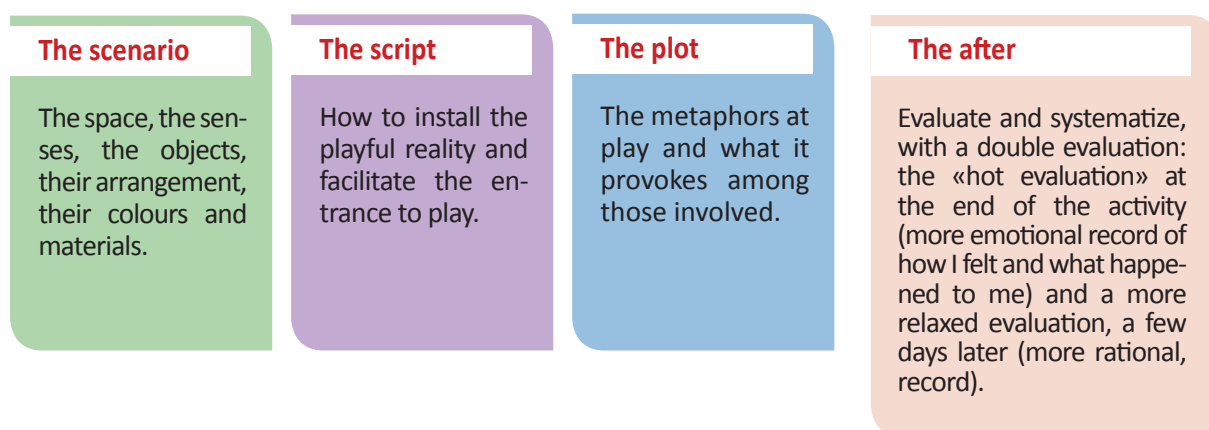 The scenario
The space, the sen-
ses, the objects,
their arrangement,
their colours and
materials.
The script
How to install the
playful reality and
facilitate the en-
trance to play.
The plot
The metaphors at
play and what it
provokes among
those involved.
The after
Evaluate and systematize,
with a double evaluation:
the «hot evaluation» at
the end of the activity
(more emotional record of
how I felt and what happe-
ned to me) and a more
relaxed evaluation, a few
days later (more rational,
record).